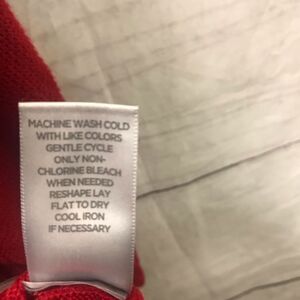 MACHINE WASH COLD
WITH LIKE COLORS
GENTLE CYCLE
ONLY NON-
CHLORINE BLEACH
WHEN NEEDED
RESHAPE LAY
FLAT TO DRY
COOL IRON
IF NECESSARY